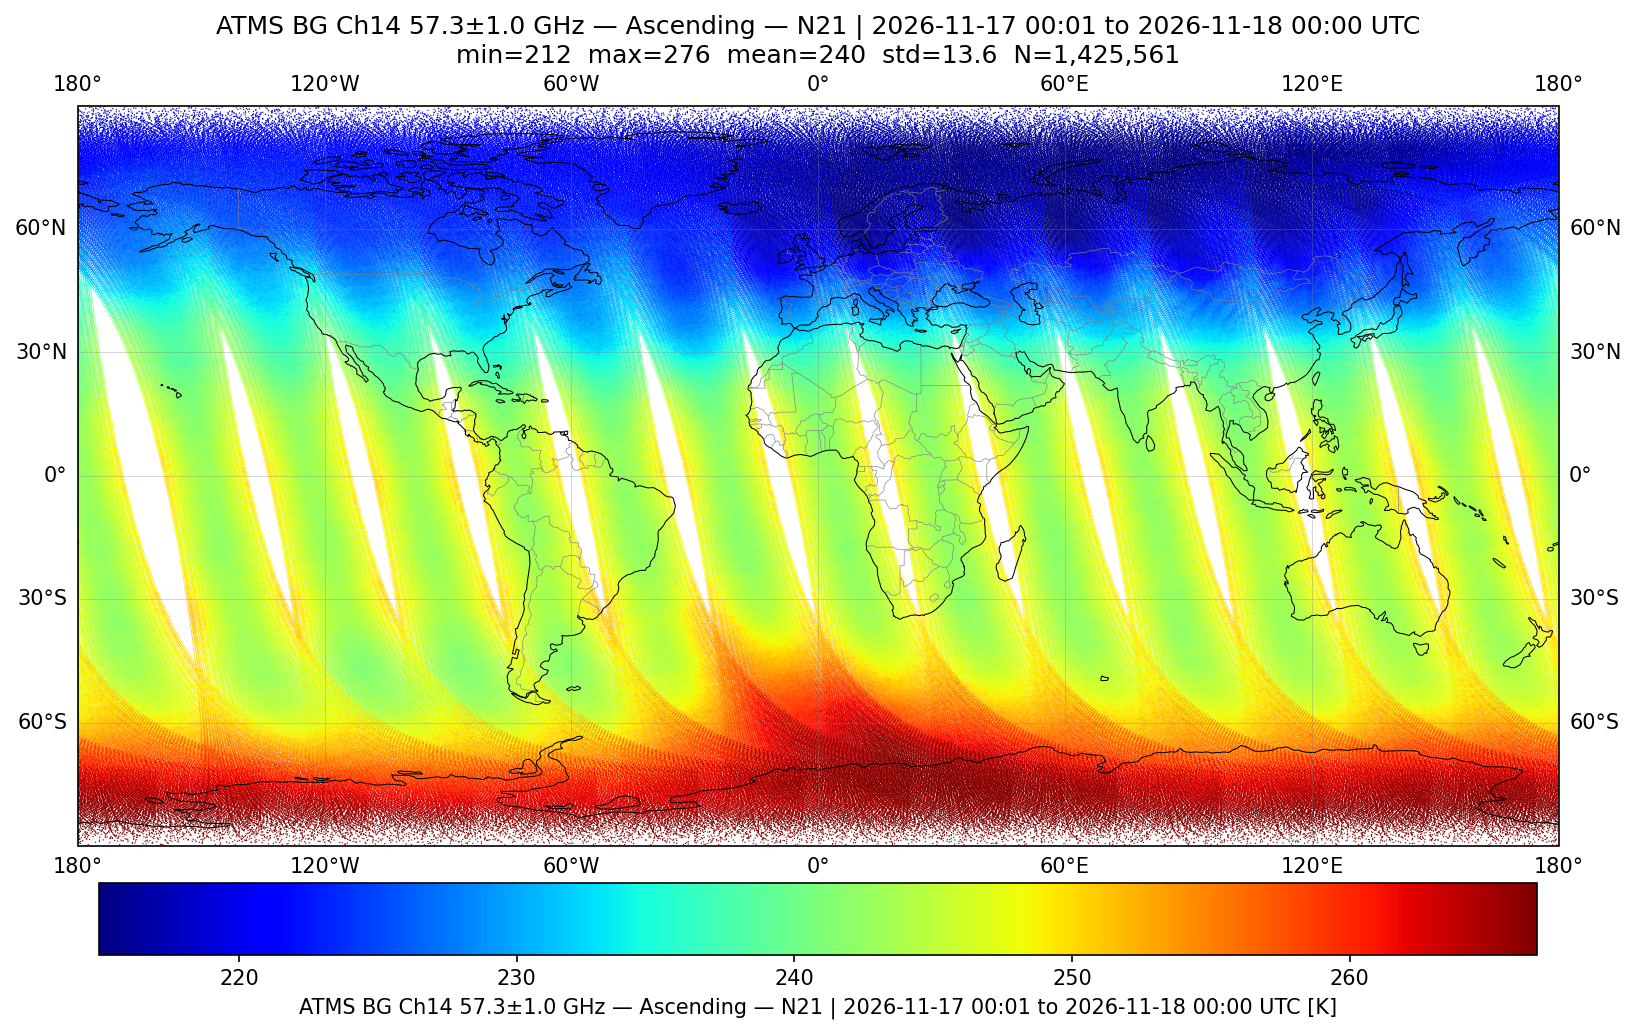 ATMS BG Ch14 57.3±1.0 GHz — Ascending — N21 | 2026-11-17 00:01 to 2026-11-18 00:00 UTC
min=212 max=276 mean=240 std=13.6 N=1,425,561
180° 120°W 60°W 0° 60°E 120°E 180°
60°N 60°N
30°N 30°N
0° 0°
30°S 30°S
60°S 60°S
180° 120°W 60°W 0° 60°E 120°E 180°
220 230 240 250 260
ATMS BG Ch14 57.3±1.0 GHz — Ascending — N21 | 2026-11-17 00:01 to 2026-11-18 00:00 UTC [K]